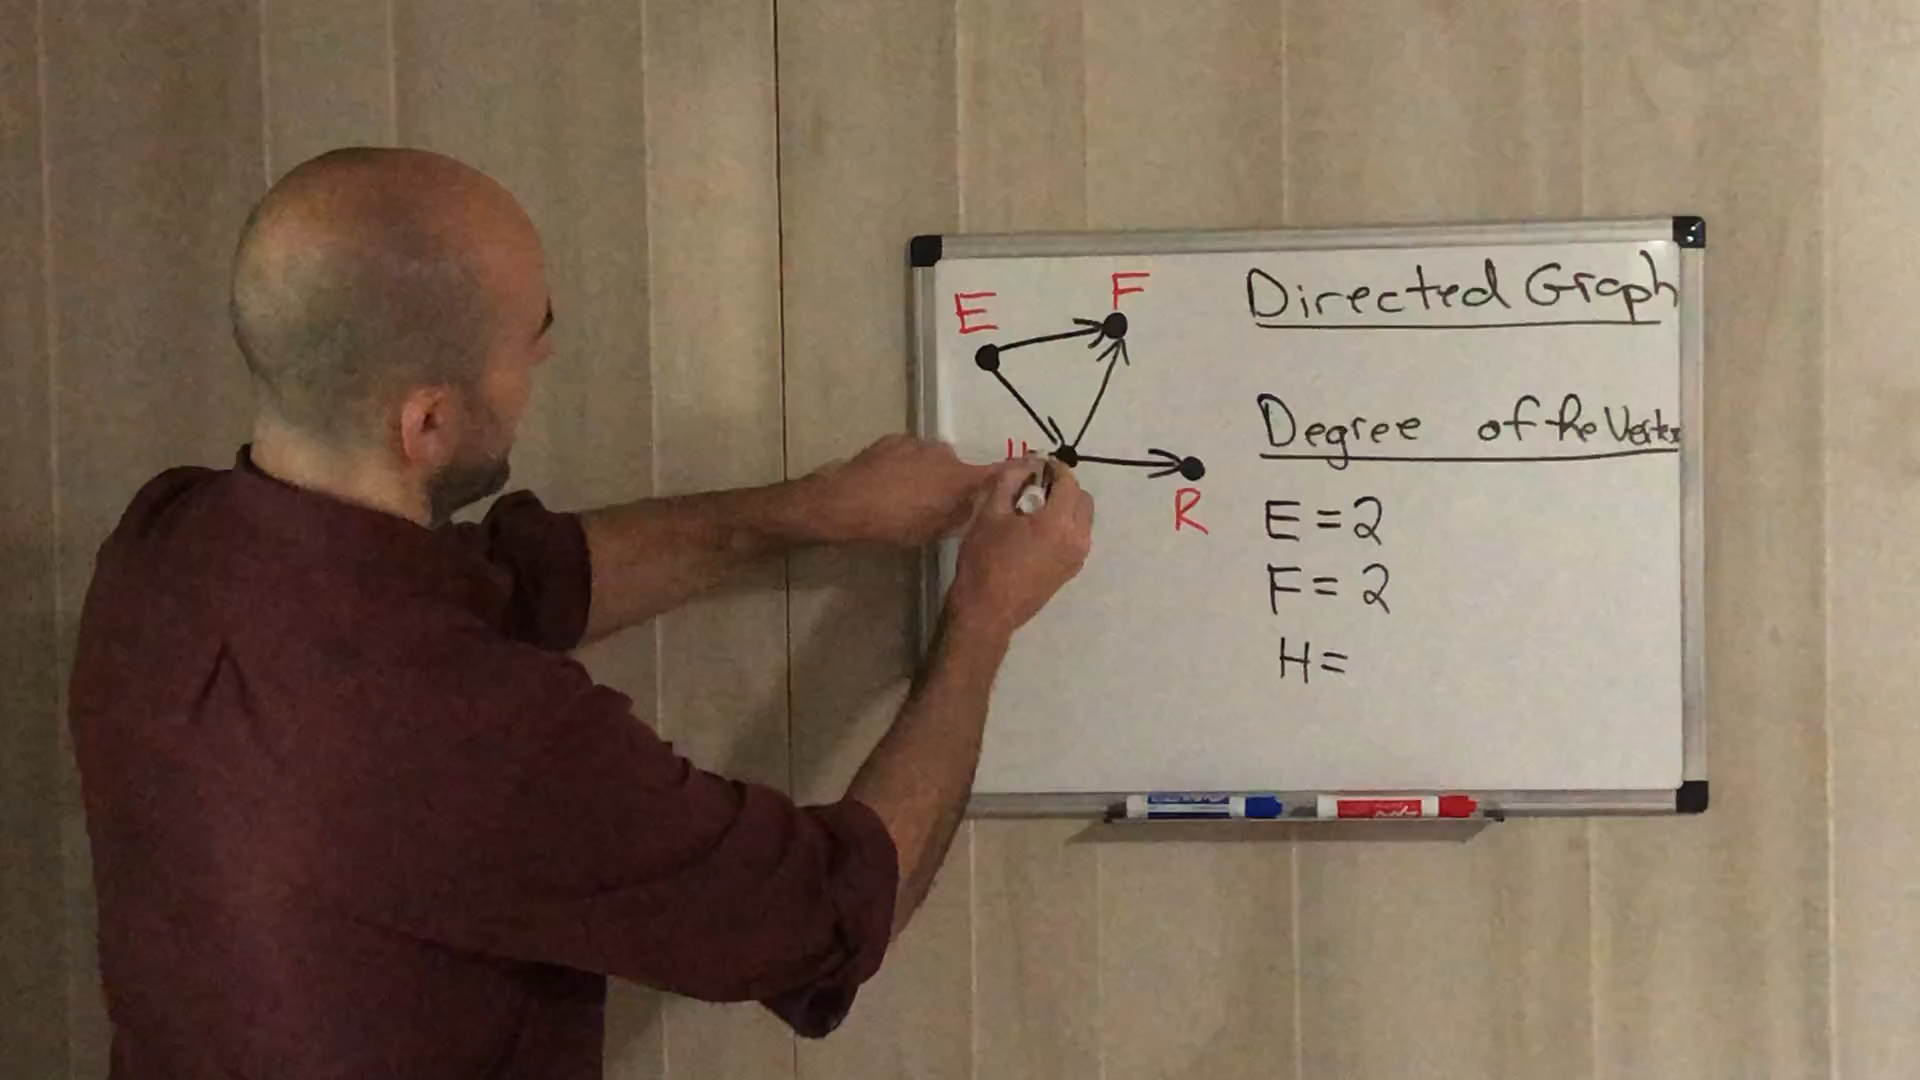 E
F
Directed Graph
Degree of the Vertex
R
E = 2
F = 2
H =